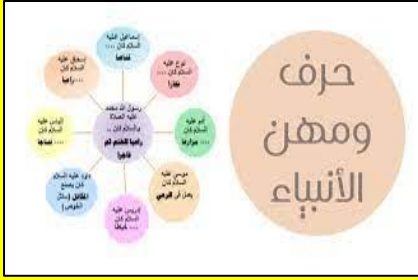 حرف
ومهن
الأنبياء
إسماعيل عليه
السلام كان ....
قناصا
نوح عليه
السلام كان ....
نجارا
آدم عليه
السلام كان
.... مزارعا
موسى عليه
السلام كان
يعمل في الرعي
إدريس عليه
السلام كان
.... خياطا
داود عليه السلام
كان يصنع
إلياس عليه
السلام كان
.... نساجا
إسحاق عليه
السلام كان
.... راعيا
رسول الله محمد
عليه الصلاة
والسلام كان ..
راعيا للغنم ثم
تاجرا